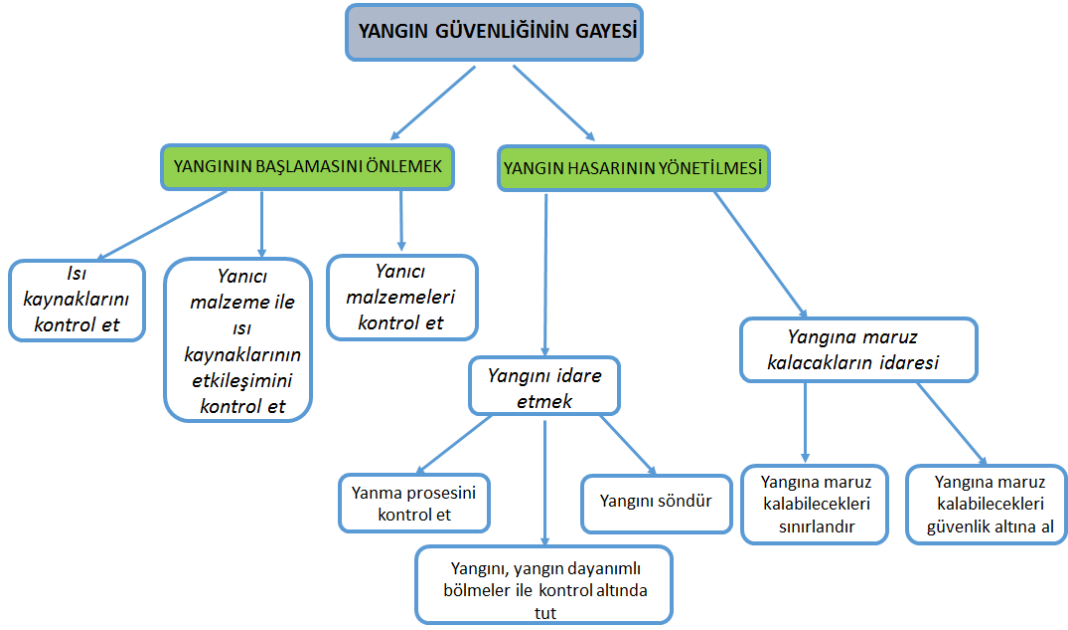 YANGIN GÜVENLİĞİNİN GAYESİ
YANGININ BAŞLAMASINI ÖNLEMEK
YANGIN HASARININ YÖNETİLMESİ
Isı
kaynaklarını
kontrol et
Yanıcı
malzeme ile
ısı
kaynaklarının
etkileşimini
kontrol et
Yanıcı
malzemeleri
kontrol et
Yangını idare
etmek
Yangına maruz
kalacakların idaresi
Yanma prosesini
kontrol et
Yangını, yangın dayanımlı
bölmeler ile kontrol altında
tut
Yangını söndür
Yangına maruz
kalabilecekleri
sınırlandır
Yangına maruz
kalabilecekleri
güvenlik altına al